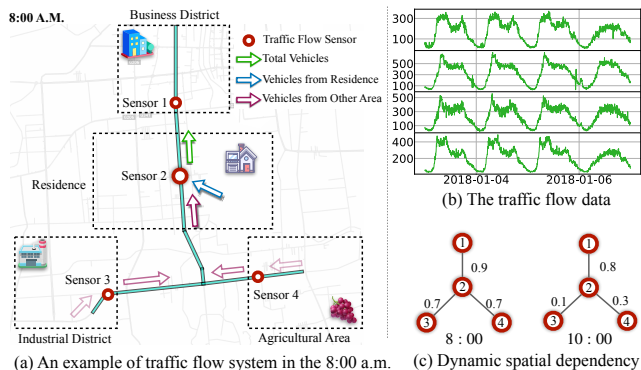 8:00 A.M.
Business District
Traffic Flow Sensor
Total Vehicles
Vehicles from Residence
Vehicles from Other Area
Sensor 1
Sensor 2
Residence
Sensor 3
Sensor 4
Industrial District
Agricultural Area
(a) An example of traffic flow system in the 8:00 a.m.
300
100
500
300
100
500
300
100
400
200
2018-01-04 2018-01-06
(b) The traffic flow data
1 1
0.9 0.8
2 2
0.7 0.7 0.1 0.3
3 4 3 4
8 : 00 10 : 00
(c) Dynamic spatial dependency